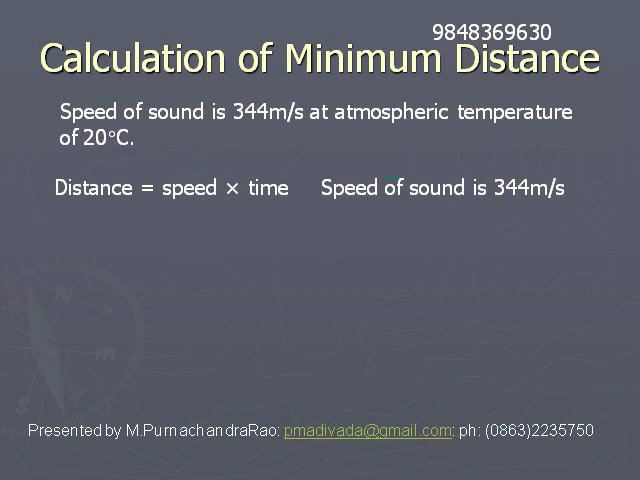 9848369630
Calculation of Minimum Distance
Speed of sound is 344m/s at atmospheric temperature
of 20°C.
Distance = speed × time Speed of sound is 344m/s
N
m
S
Presented by M.PurnachandraRao: pmadivada@gmail.com: ph: (0863)2235750